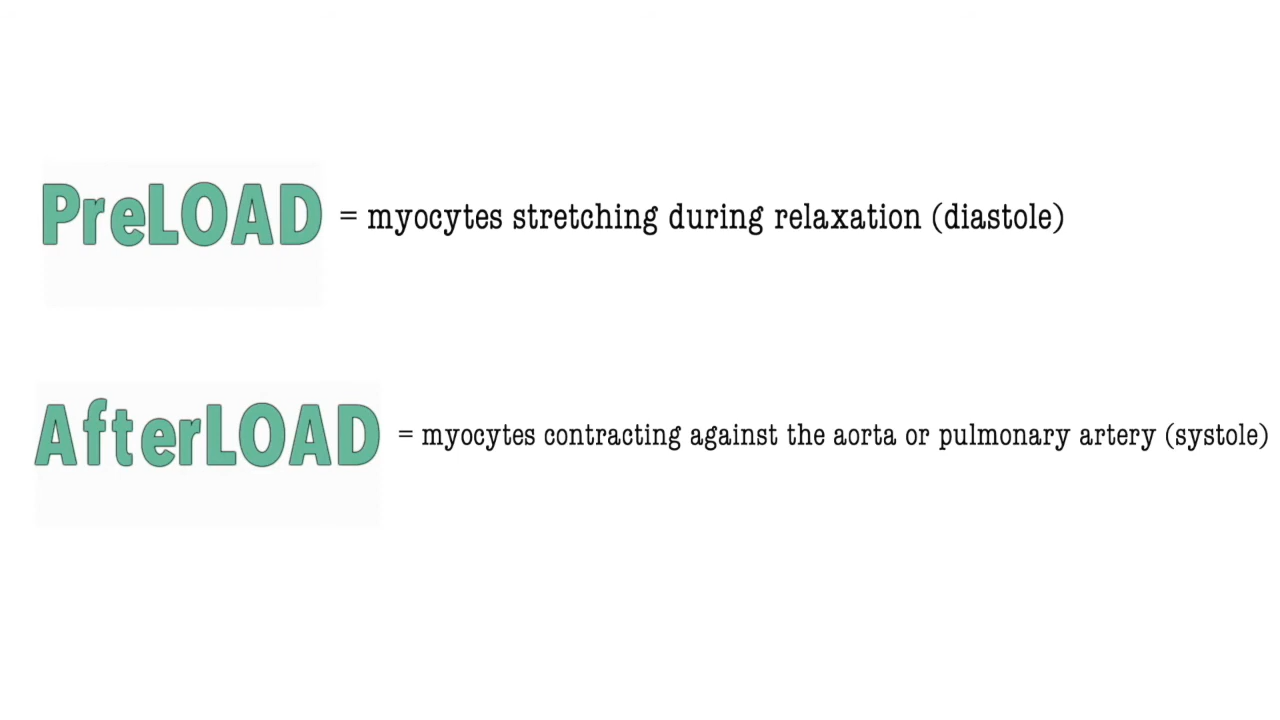 PreLOAD = myocytes stretching during relaxation (diastole)
AfterLOAD = myocytes contracting against the aorta or pulmonary artery (systole)